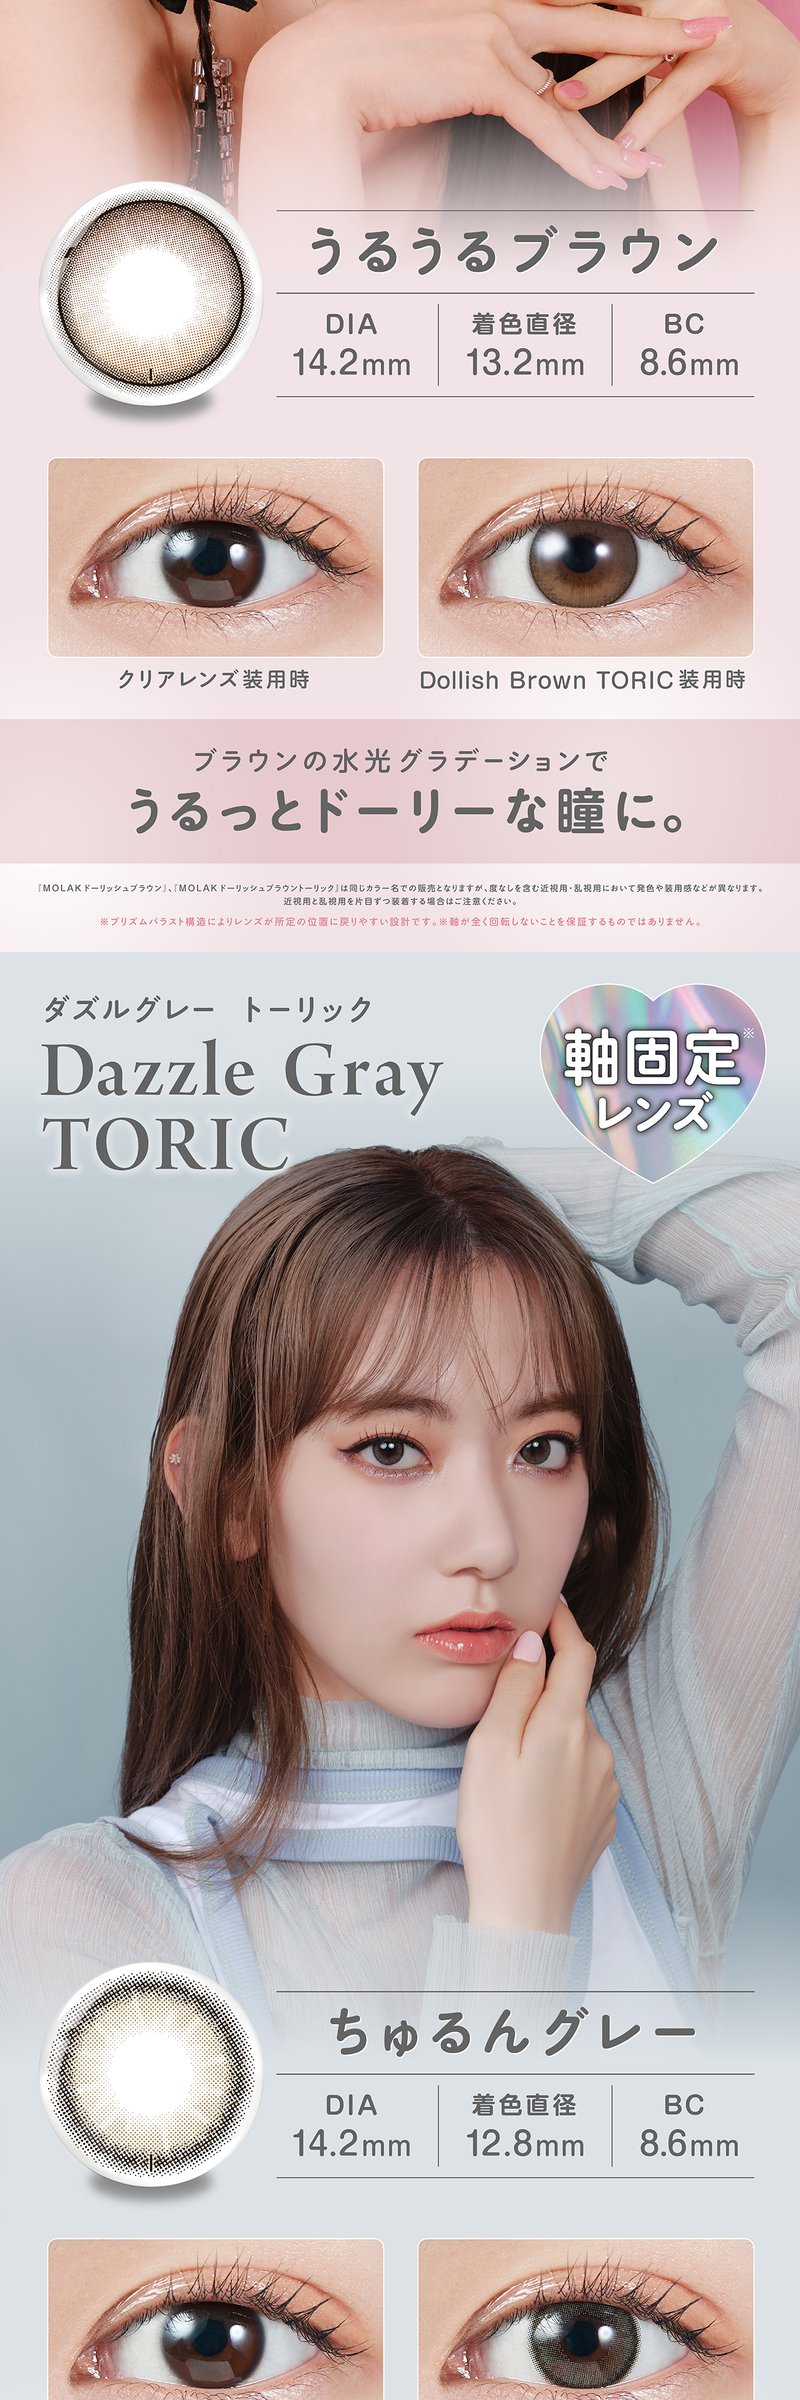 うるうるブラウン
DIA
14.2mm
着色直径
13.2mm
BC
8.6mm
クリアレンズ装用時
Dollish Brown TORIC装用時
ブラウンの水光グラデーションで
うるっとドーリーな瞳に。
『MOLAKドーリッシュブラウン』、『MOLAKドーリッシュブラウントーリック』は同じカラー名での販売となりますが、度なしを含む近視用・乱視用において発色や装用感などが異なります。
近視用と乱視用を片目ずつ装着する場合はご注意ください。
※プリズムバラスト構造によりレンズが所定の位置に戻りやすい設計です。※軸が全く回転しないことを保証するものではありません。
ダズルグレー トーリック
Dazzle Gray
TORIC
軸固定※
レンズ
ちゅるんグレー
DIA
14.2mm
着色直径
12.8mm
BC
8.6mm